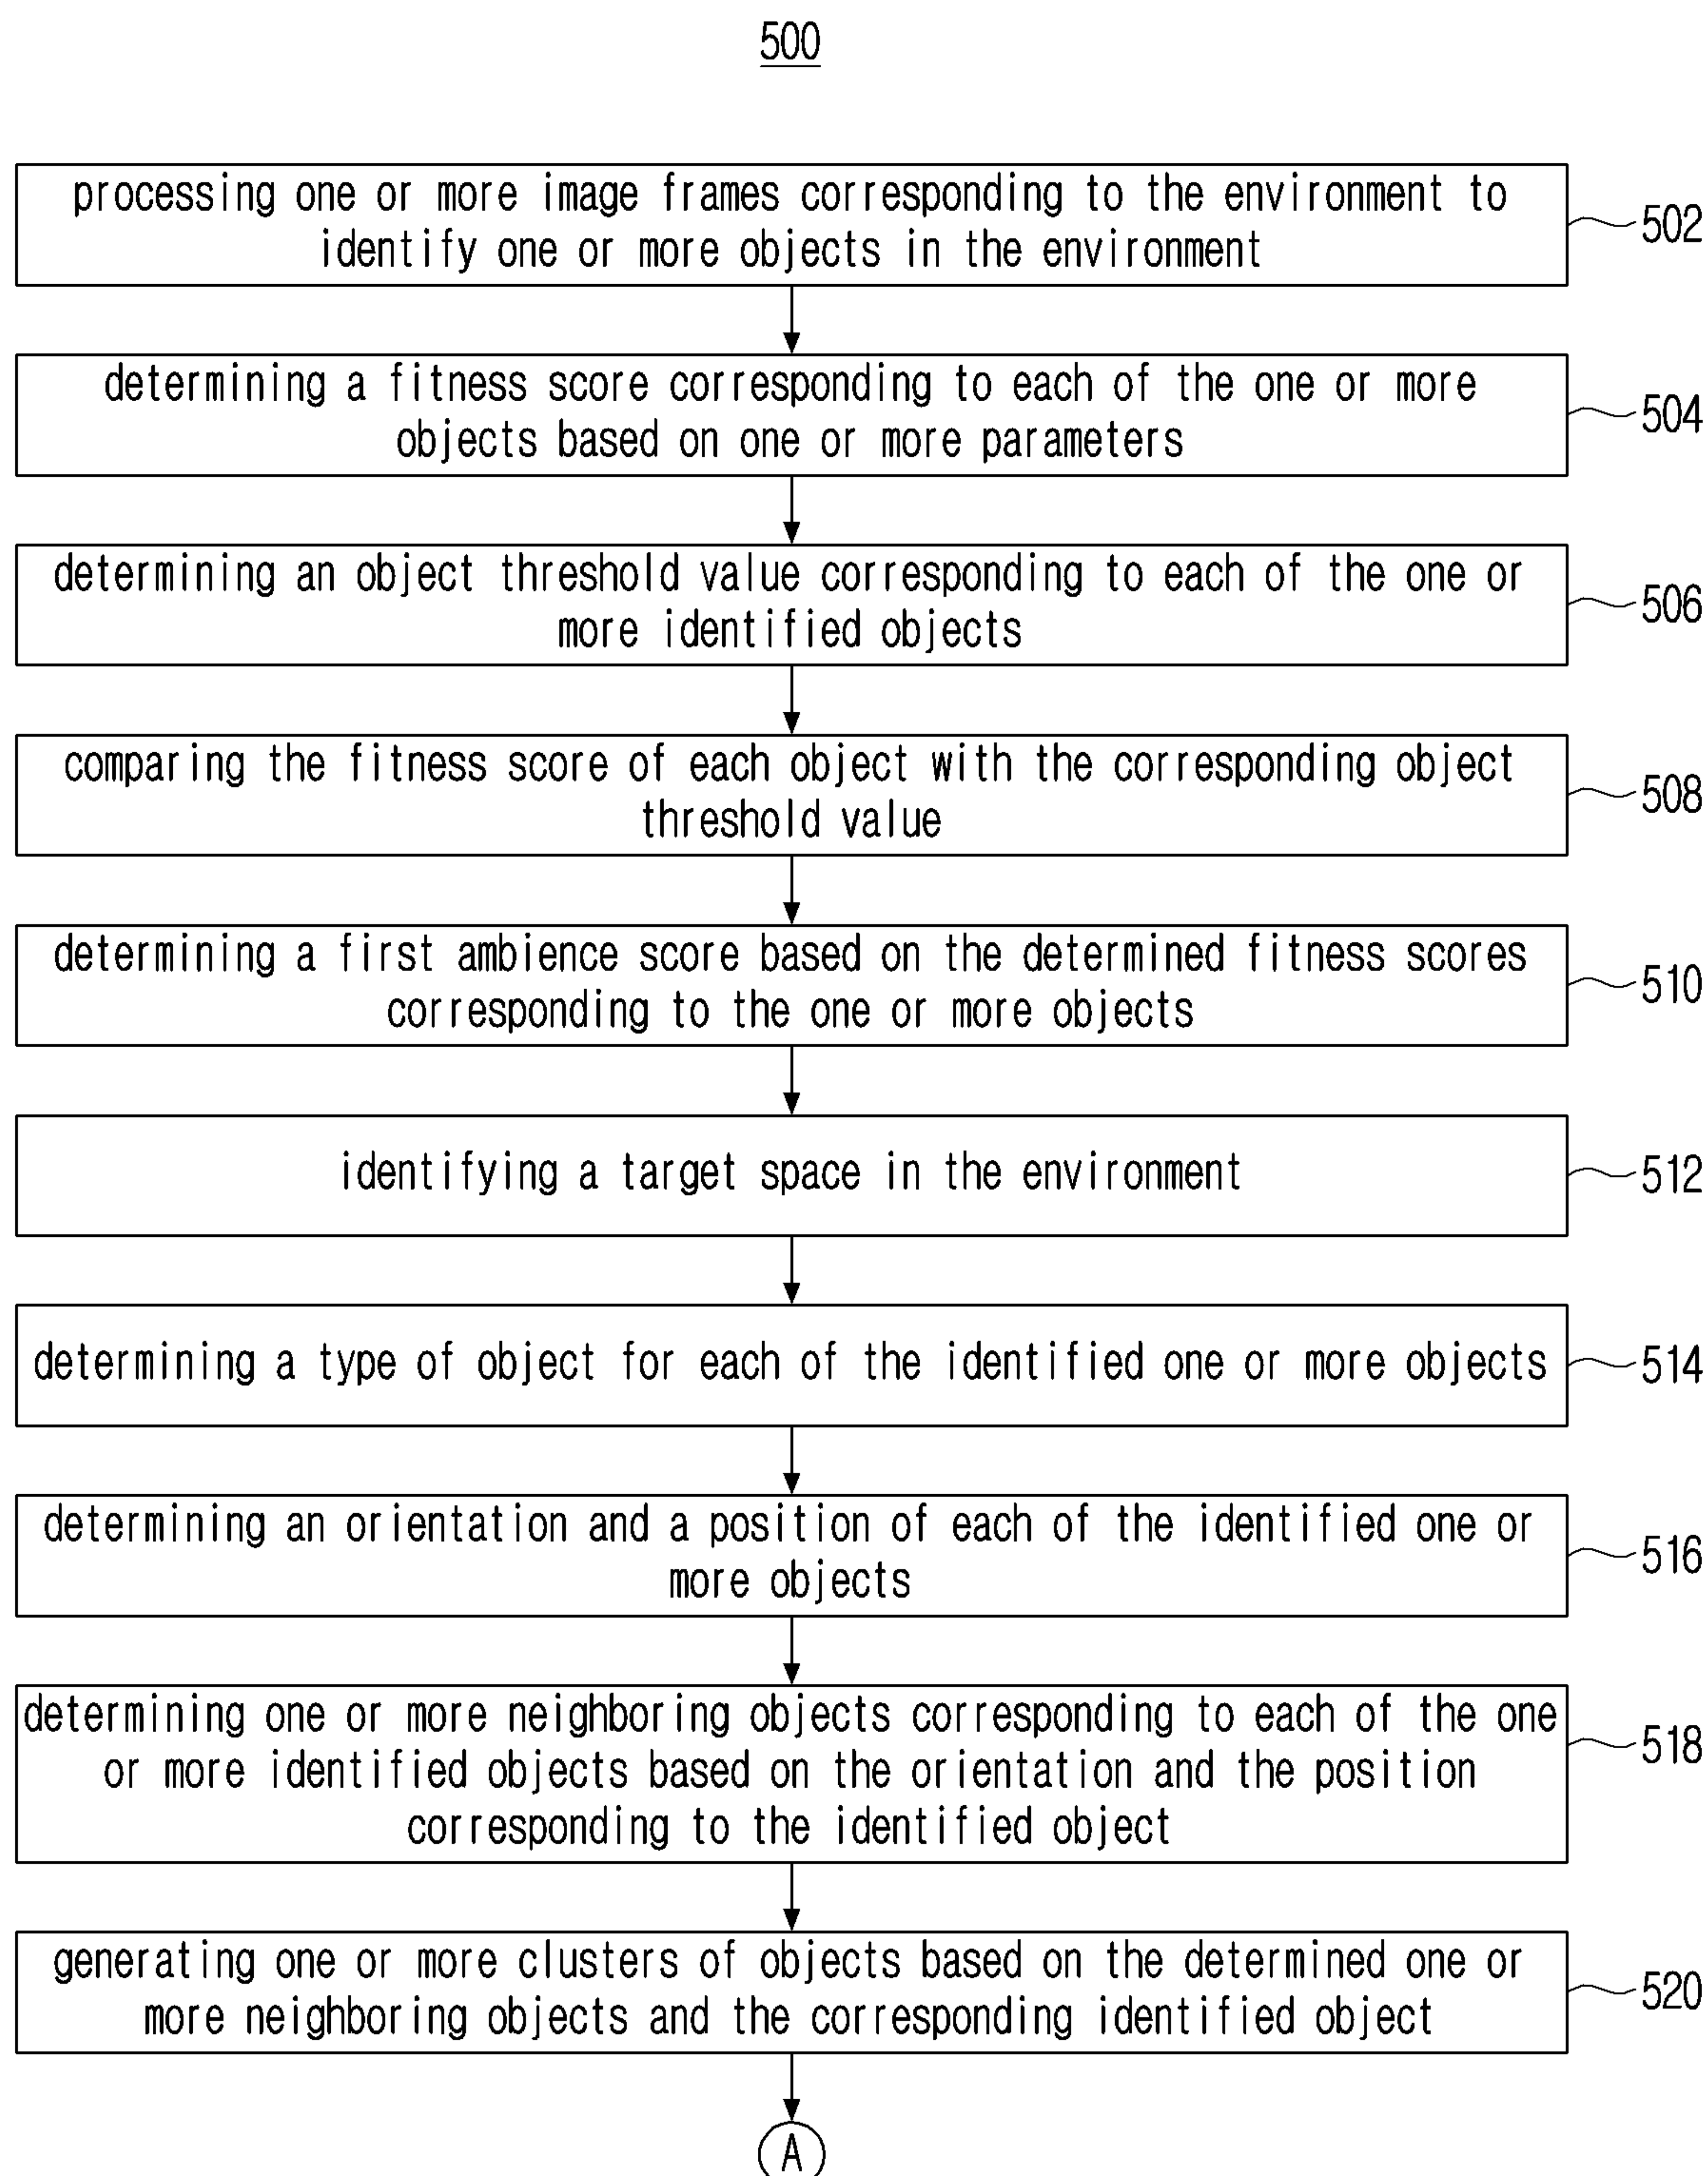 500
processing one or more image frames corresponding to the environment to
identify one or more objects in the environment
502
determining a fitness score corresponding to each of the one or more
objects based on one or more parameters
504
determining an object threshold value corresponding to each of the one or
more identified objects
506
comparing the fitness score of each object with the corresponding object
threshold value
508
determining a first ambience score based on the determined fitness scores
corresponding to the one or more objects
510
identifying a target space in the environment
512
determining a type of object for each of the identified one or more objects
514
determining an orientation and a position of each of the identified one or
more objects
516
determining one or more neighboring objects corresponding to each of the one
or more identified objects based on the orientation and the position
corresponding to the identified object
518
generating one or more clusters of objects based on the determined one or
more neighboring objects and the corresponding identified object
520
A